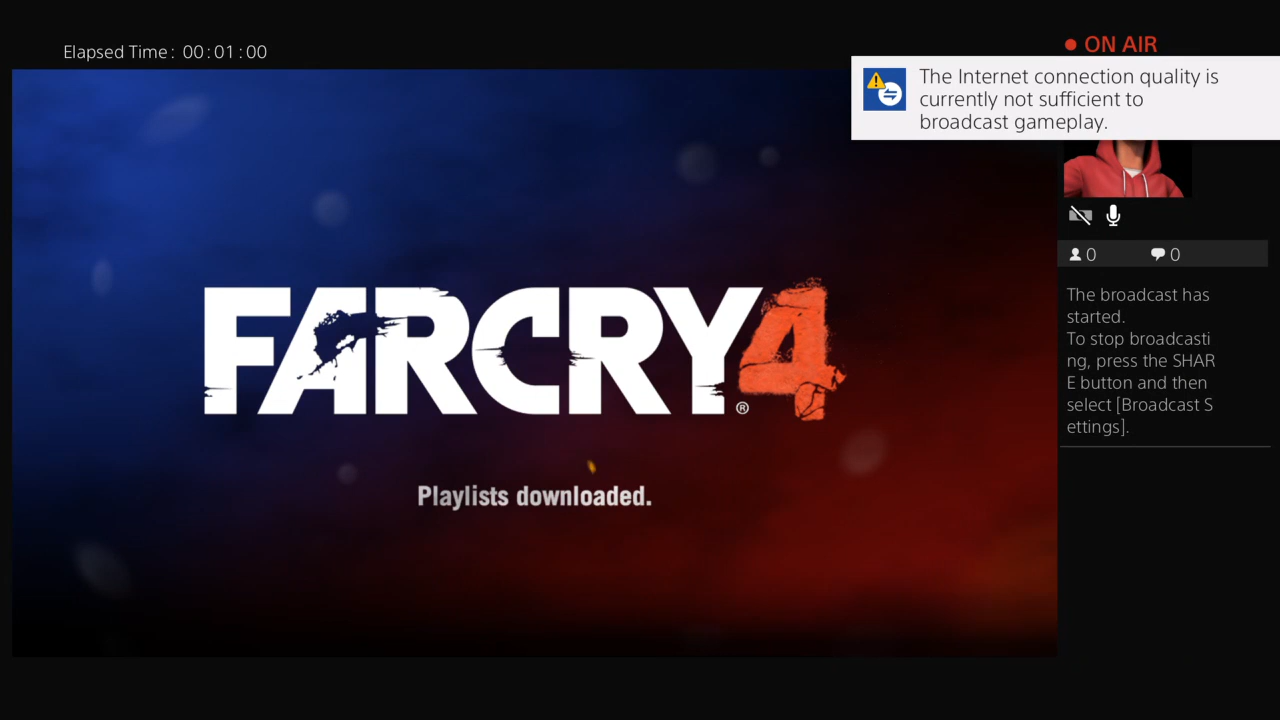 Elapsed Time: 00:01:00
ON AIR
The Internet connection quality is
currently not sufficient to
broadcast gameplay.
0 0
The broadcast has
started.
To stop broadcasti
ng, press the SHAR
E button and then
select [Broadcast S
ettings].
FARCRY4®
Playlists downloaded.